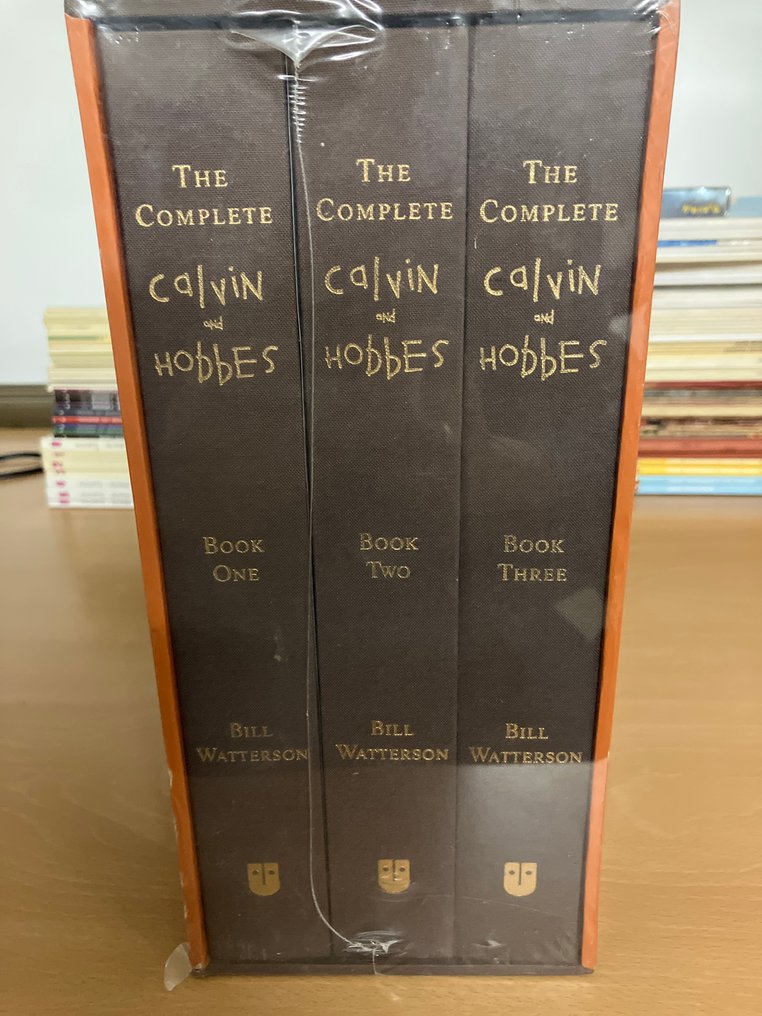 THE
COMPLETE
CALVIN
and
HOBBES
BOOK
ONE
BILL
WATTERSON
THE
COMPLETE
CALVIN
and
HOBBES
BOOK
TWO
BILL
WATTERSON
THE
COMPLETE
CALVIN
and
HOBBES
BOOK
THREE
BILL
WATTERSON